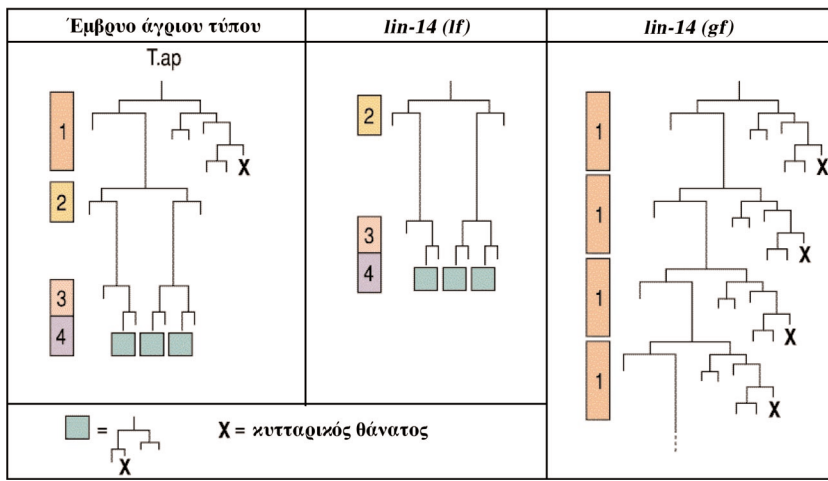 Έμβρυο άγριου τύπου
lin-14 (lf)
lin-14 (gf)
T.ap
1
X
2
3
4
2
3
4
1
X
1
X
1
X
1
X
= X
X = κυτταρικός θάνατος